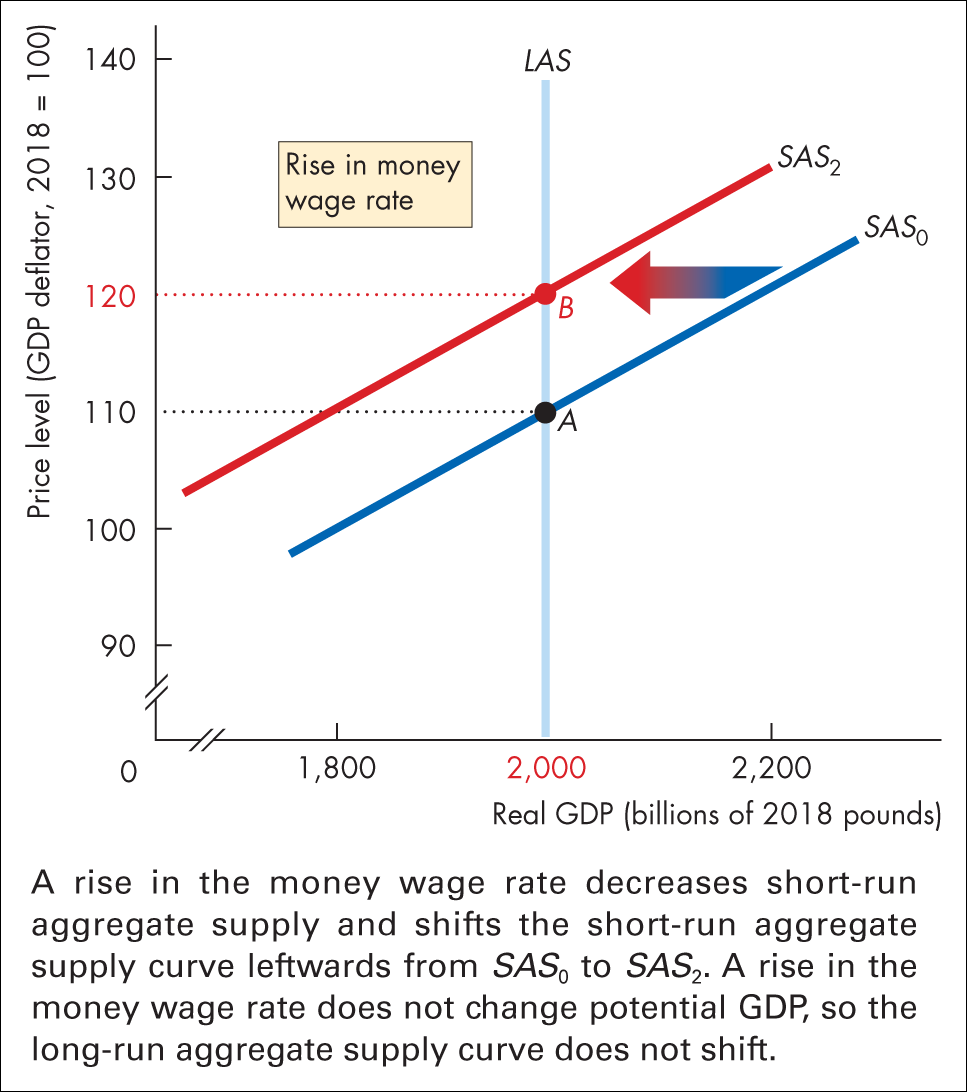 Price level (GDP deflator, 2018 = 100)
140
130
120
110
100
90
0
LAS
Rise in money
wage rate
SAS₂
SAS₀
B
A
1,800
2,000
2,200
Real GDP (billions of 2018 pounds)
A rise in the money wage rate decreases short-run
aggregate supply and shifts the short-run aggregate
supply curve leftwards from SAS₀ to SAS₂. A rise in the
money wage rate does not change potential GDP, so the
long-run aggregate supply curve does not shift.